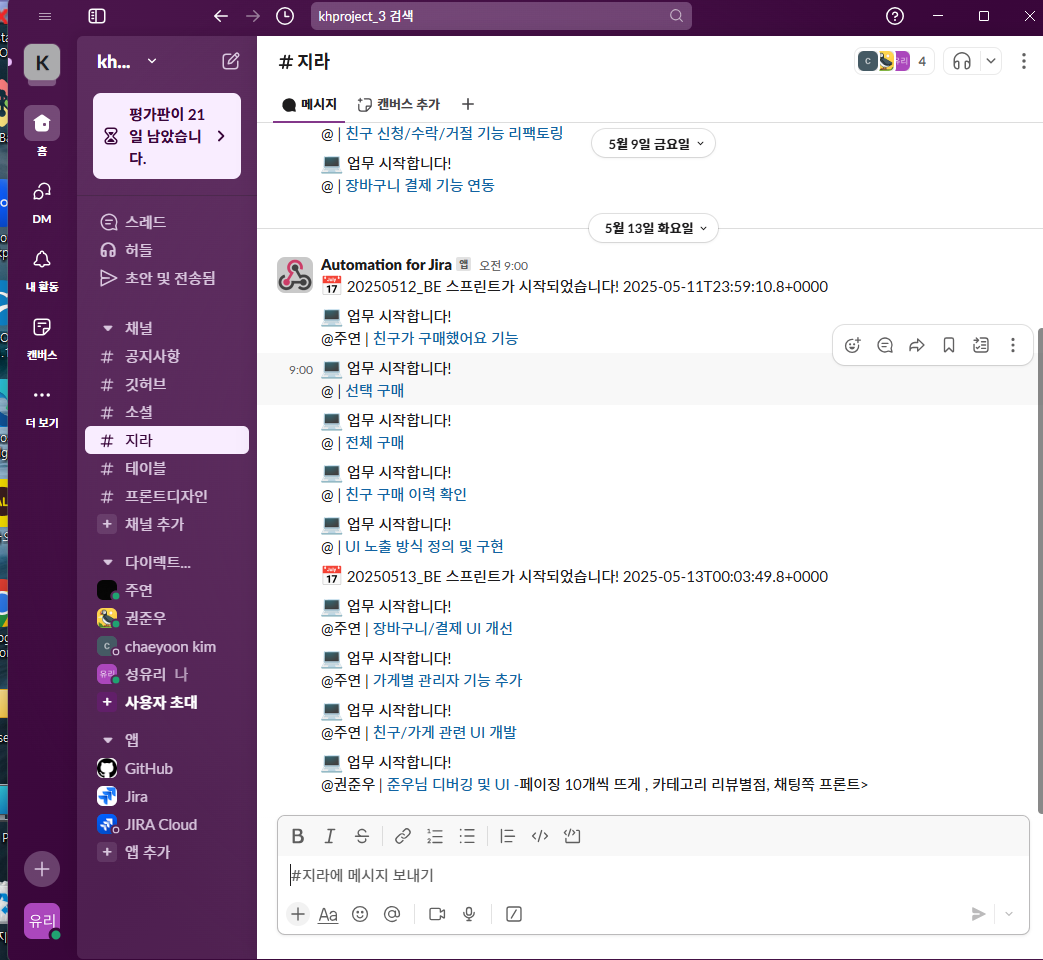 khproject_3 검색
K
kh...
평가판이 21
일 남았습니
다.
홈
DM
내 활동
캔버스
더 보기
스레드
허들
초안 및 전송됨
채널
# 공지사항
# 깃허브
# 소셜
# 지라
# 테이블
# 프론트디자인
+ 채널 추가
다이렉트...
주연
권준우
c chaeyoon kim
유리 성유리 나
+ 사용자 초대
앱
GitHub
Jira
JIRA Cloud
+ 앱 추가
유리
# 지라
c 유리 4
메시지
캔버스 추가
@ | 친구 신청/수락/거절 기능 리팩토링
5월 9일 금요일
업무 시작합니다!
@ | 장바구니 결제 기능 연동
5월 13일 화요일
Automation for Jira 앱 오전 9:00
20250512_BE 스프린트가 시작되었습니다! 2025-05-11T23:59:10.8+0000
업무 시작합니다!
@주연 | 친구가 구매했어요 기능
9:00 업무 시작합니다!
@ | 선택 구매
업무 시작합니다!
@ | 전체 구매
업무 시작합니다!
@ | 친구 구매 이력 확인
업무 시작합니다!
@ | UI 노출 방식 정의 및 구현
20250513_BE 스프린트가 시작되었습니다! 2025-05-13T00:03:49.8+0000
업무 시작합니다!
@주연 | 장바구니/결제 UI 개선
업무 시작합니다!
@주연 | 가게별 관리자 기능 추가
업무 시작합니다!
@주연 | 친구/가게 관련 UI 개발
업무 시작합니다!
@권준우 | 준우님 디버깅 및 UI -페이징 10개씩 뜨게 , 카테고리 리뷰별점, 채팅쪽 프론트>
B I S
#지라에 메시지 보내기
Aa